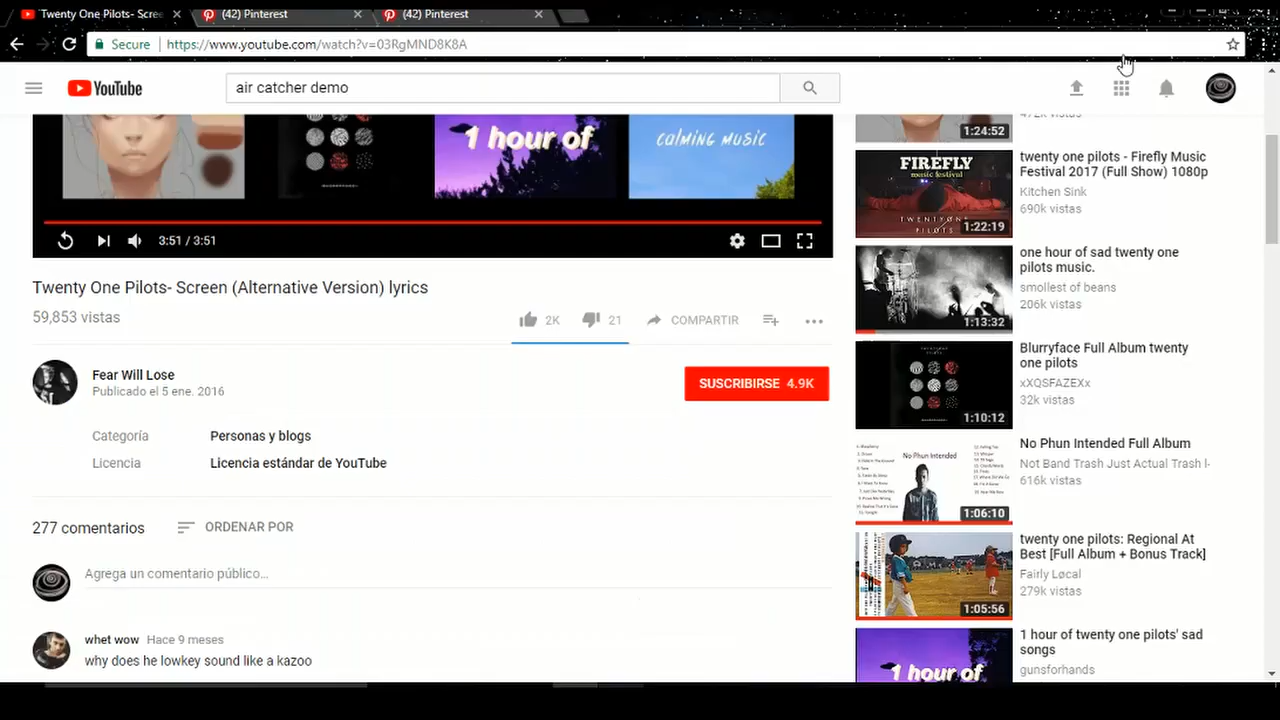 Twenty One Pilots- Scree
(42) Pinterest
(42) Pinterest
Secure
https://www.youtube.com/watch?v=03RgMND8K8A
YouTube
air catcher demo
1 hour of
CALMING MUSIC
3:51 / 3:51
Twenty One Pilots- Screen (Alternative Version) lyrics
59,853 vistas
2K
21
COMPARTIR
Fear Will Lose
Publicado el 5 ene. 2016
SUSCRIBIRSE 4.9K
Categoría
Personas y blogs
Licencia
Licencia estándar de YouTube
277 comentarios
ORDENAR POR
Agrega un comentario público...
whet wow Hace 9 meses
why does he lowkey sound like a kazoo
1:24:52
472k vistas
FIREFLY
music festival
TWENTY ONE
PILOTS
1:22:19
twenty one pilots - Firefly Music
Festival 2017 (Full Show) 1080p
Kitchen Sink
690k vistas
1:13:32
one hour of sad twenty one
pilots music.
smollest of beans
206k vistas
1:10:12
Blurryface Full Album twenty
one pilots
xXQSFAZEXx
32k vistas
No Phun Intended
1:06:10
No Phun Intended Full Album
Not Band Trash Just Actual Trash l-
616k vistas
1:05:56
twenty one pilots: Regional At
Best [Full Album + Bonus Track]
Fairly Løcal
279k vistas
1 hour of
1 hour of twenty one pilots' sad
songs
gunsforhands